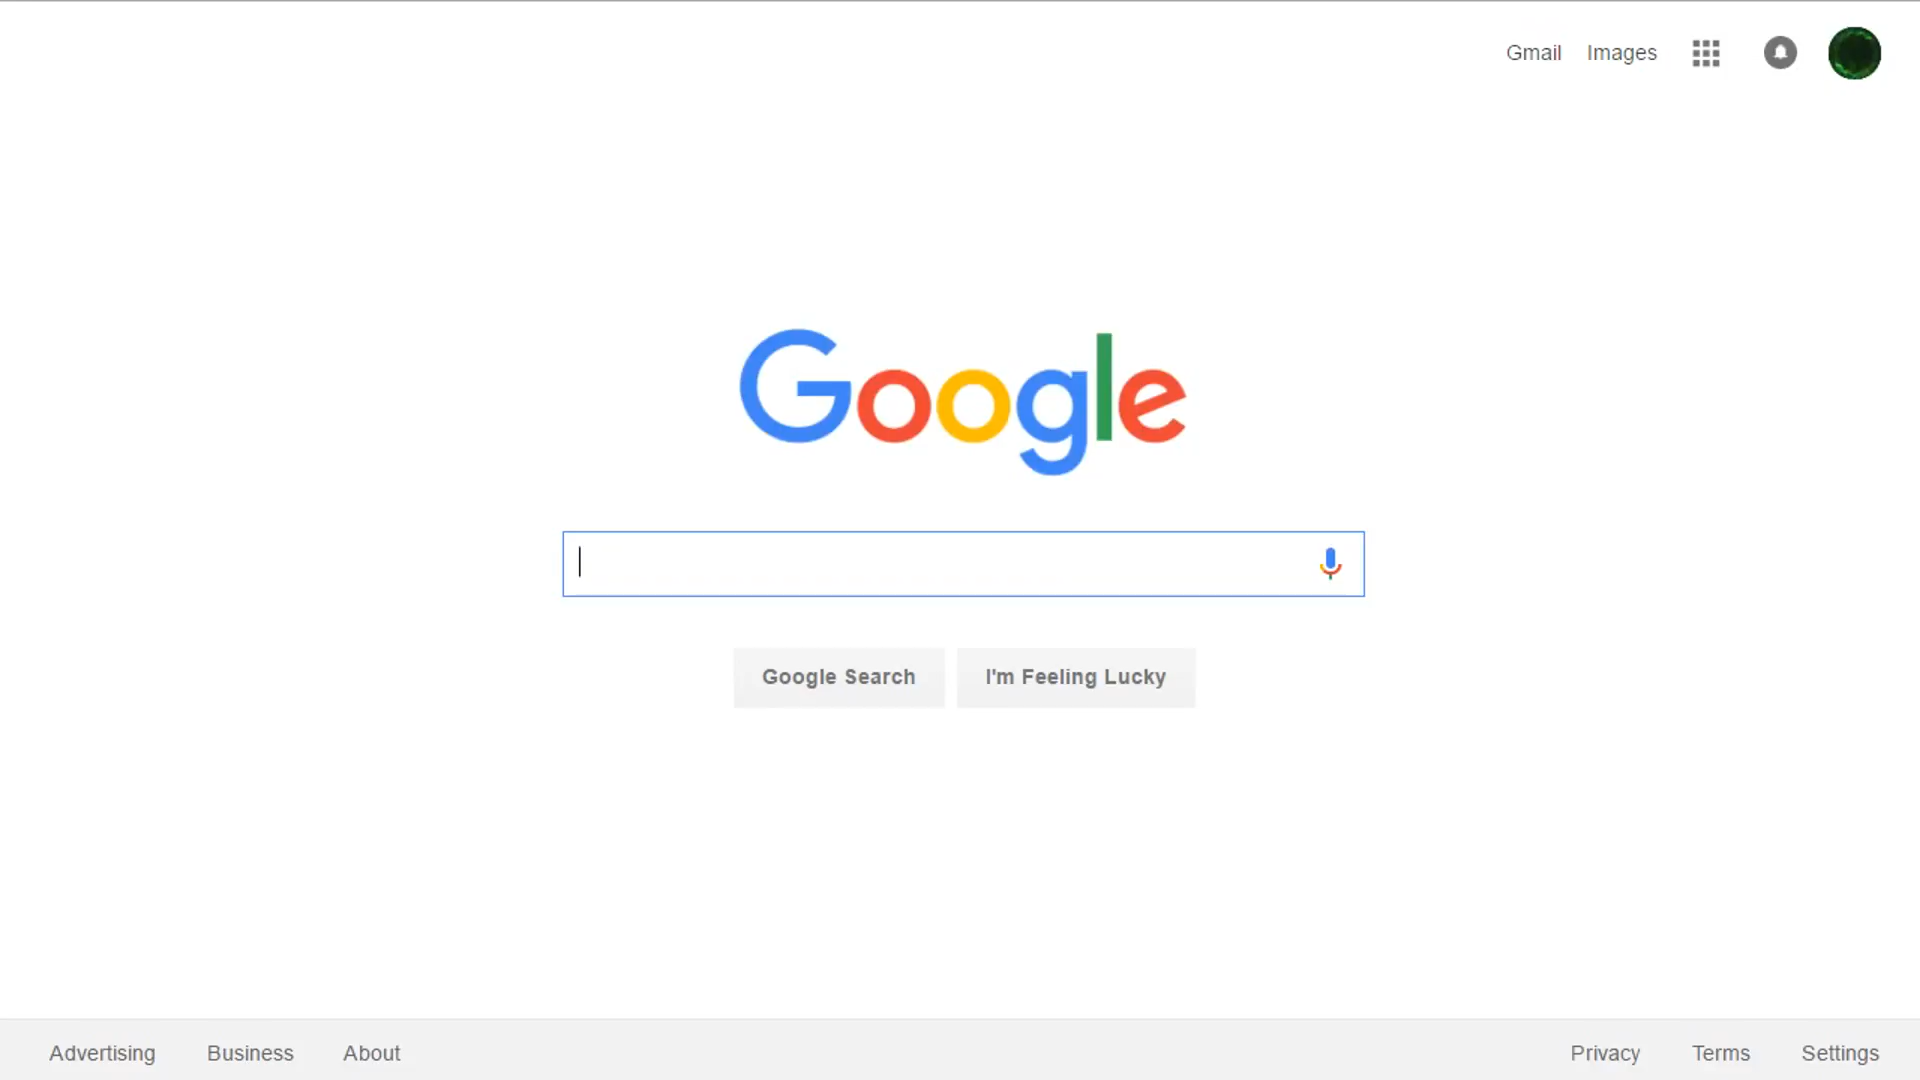 Gmail Images
Google
Google Search I'm Feeling Lucky
Advertising Business About Privacy Terms Settings